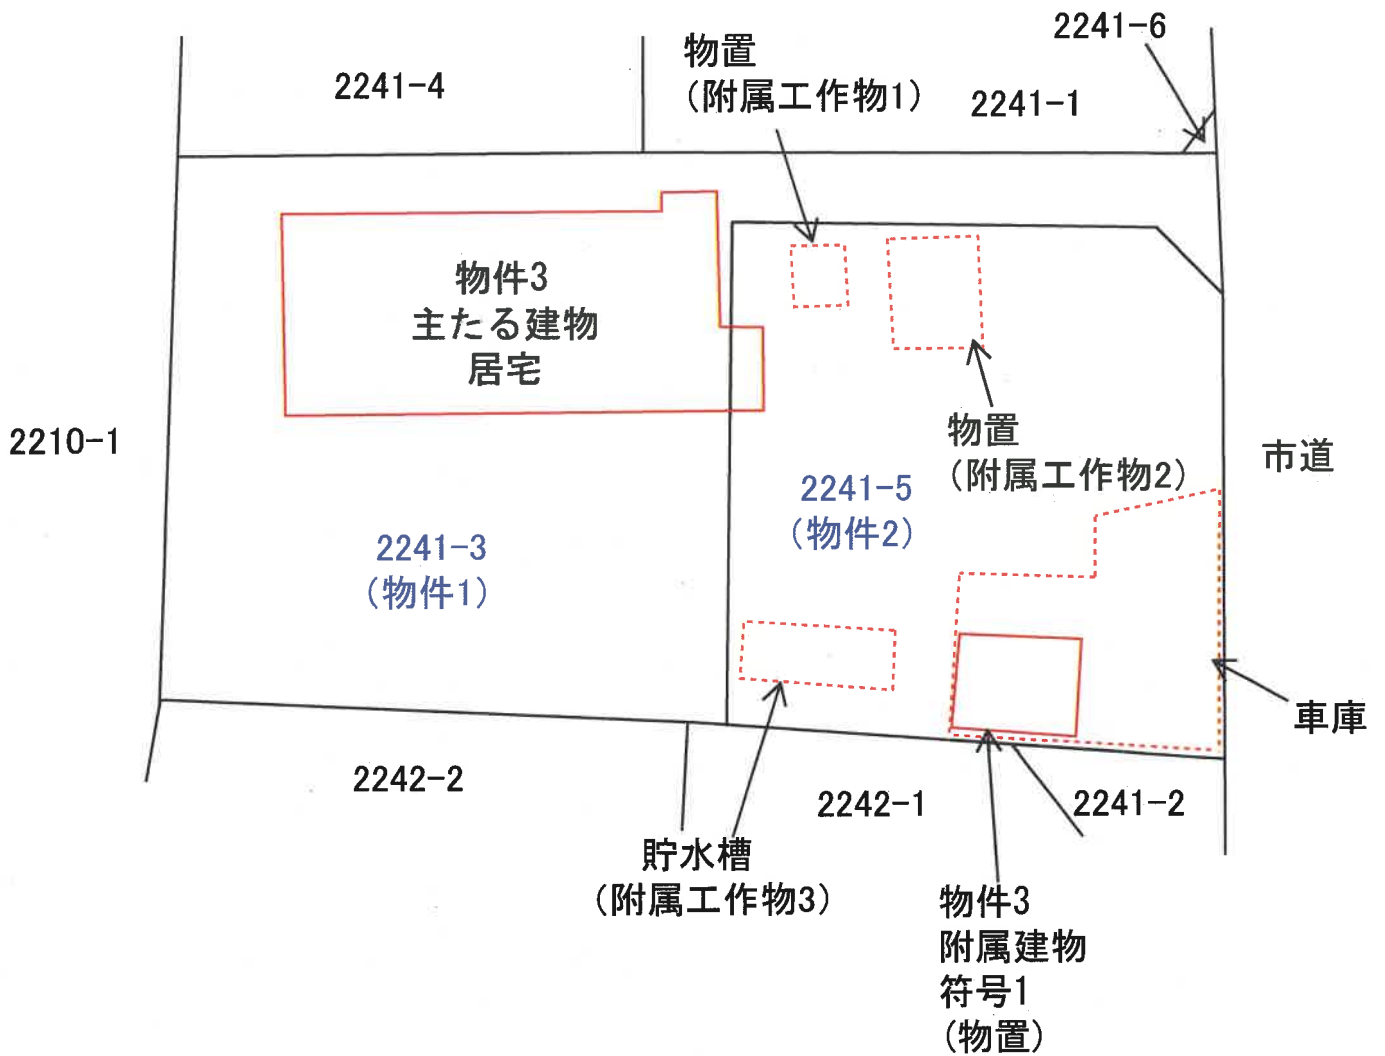 2241-6
物置
(附属工作物1)
2241-4
2241-1
物件3
主たる建物
居宅
2210-1
物置
(附属工作物2)
市道
2241-5
(物件2)
2241-3
(物件1)
車庫
2242-2
2242-1
2241-2
貯水槽
(附属工作物3)
物件3
附属建物
符号1
(物置)